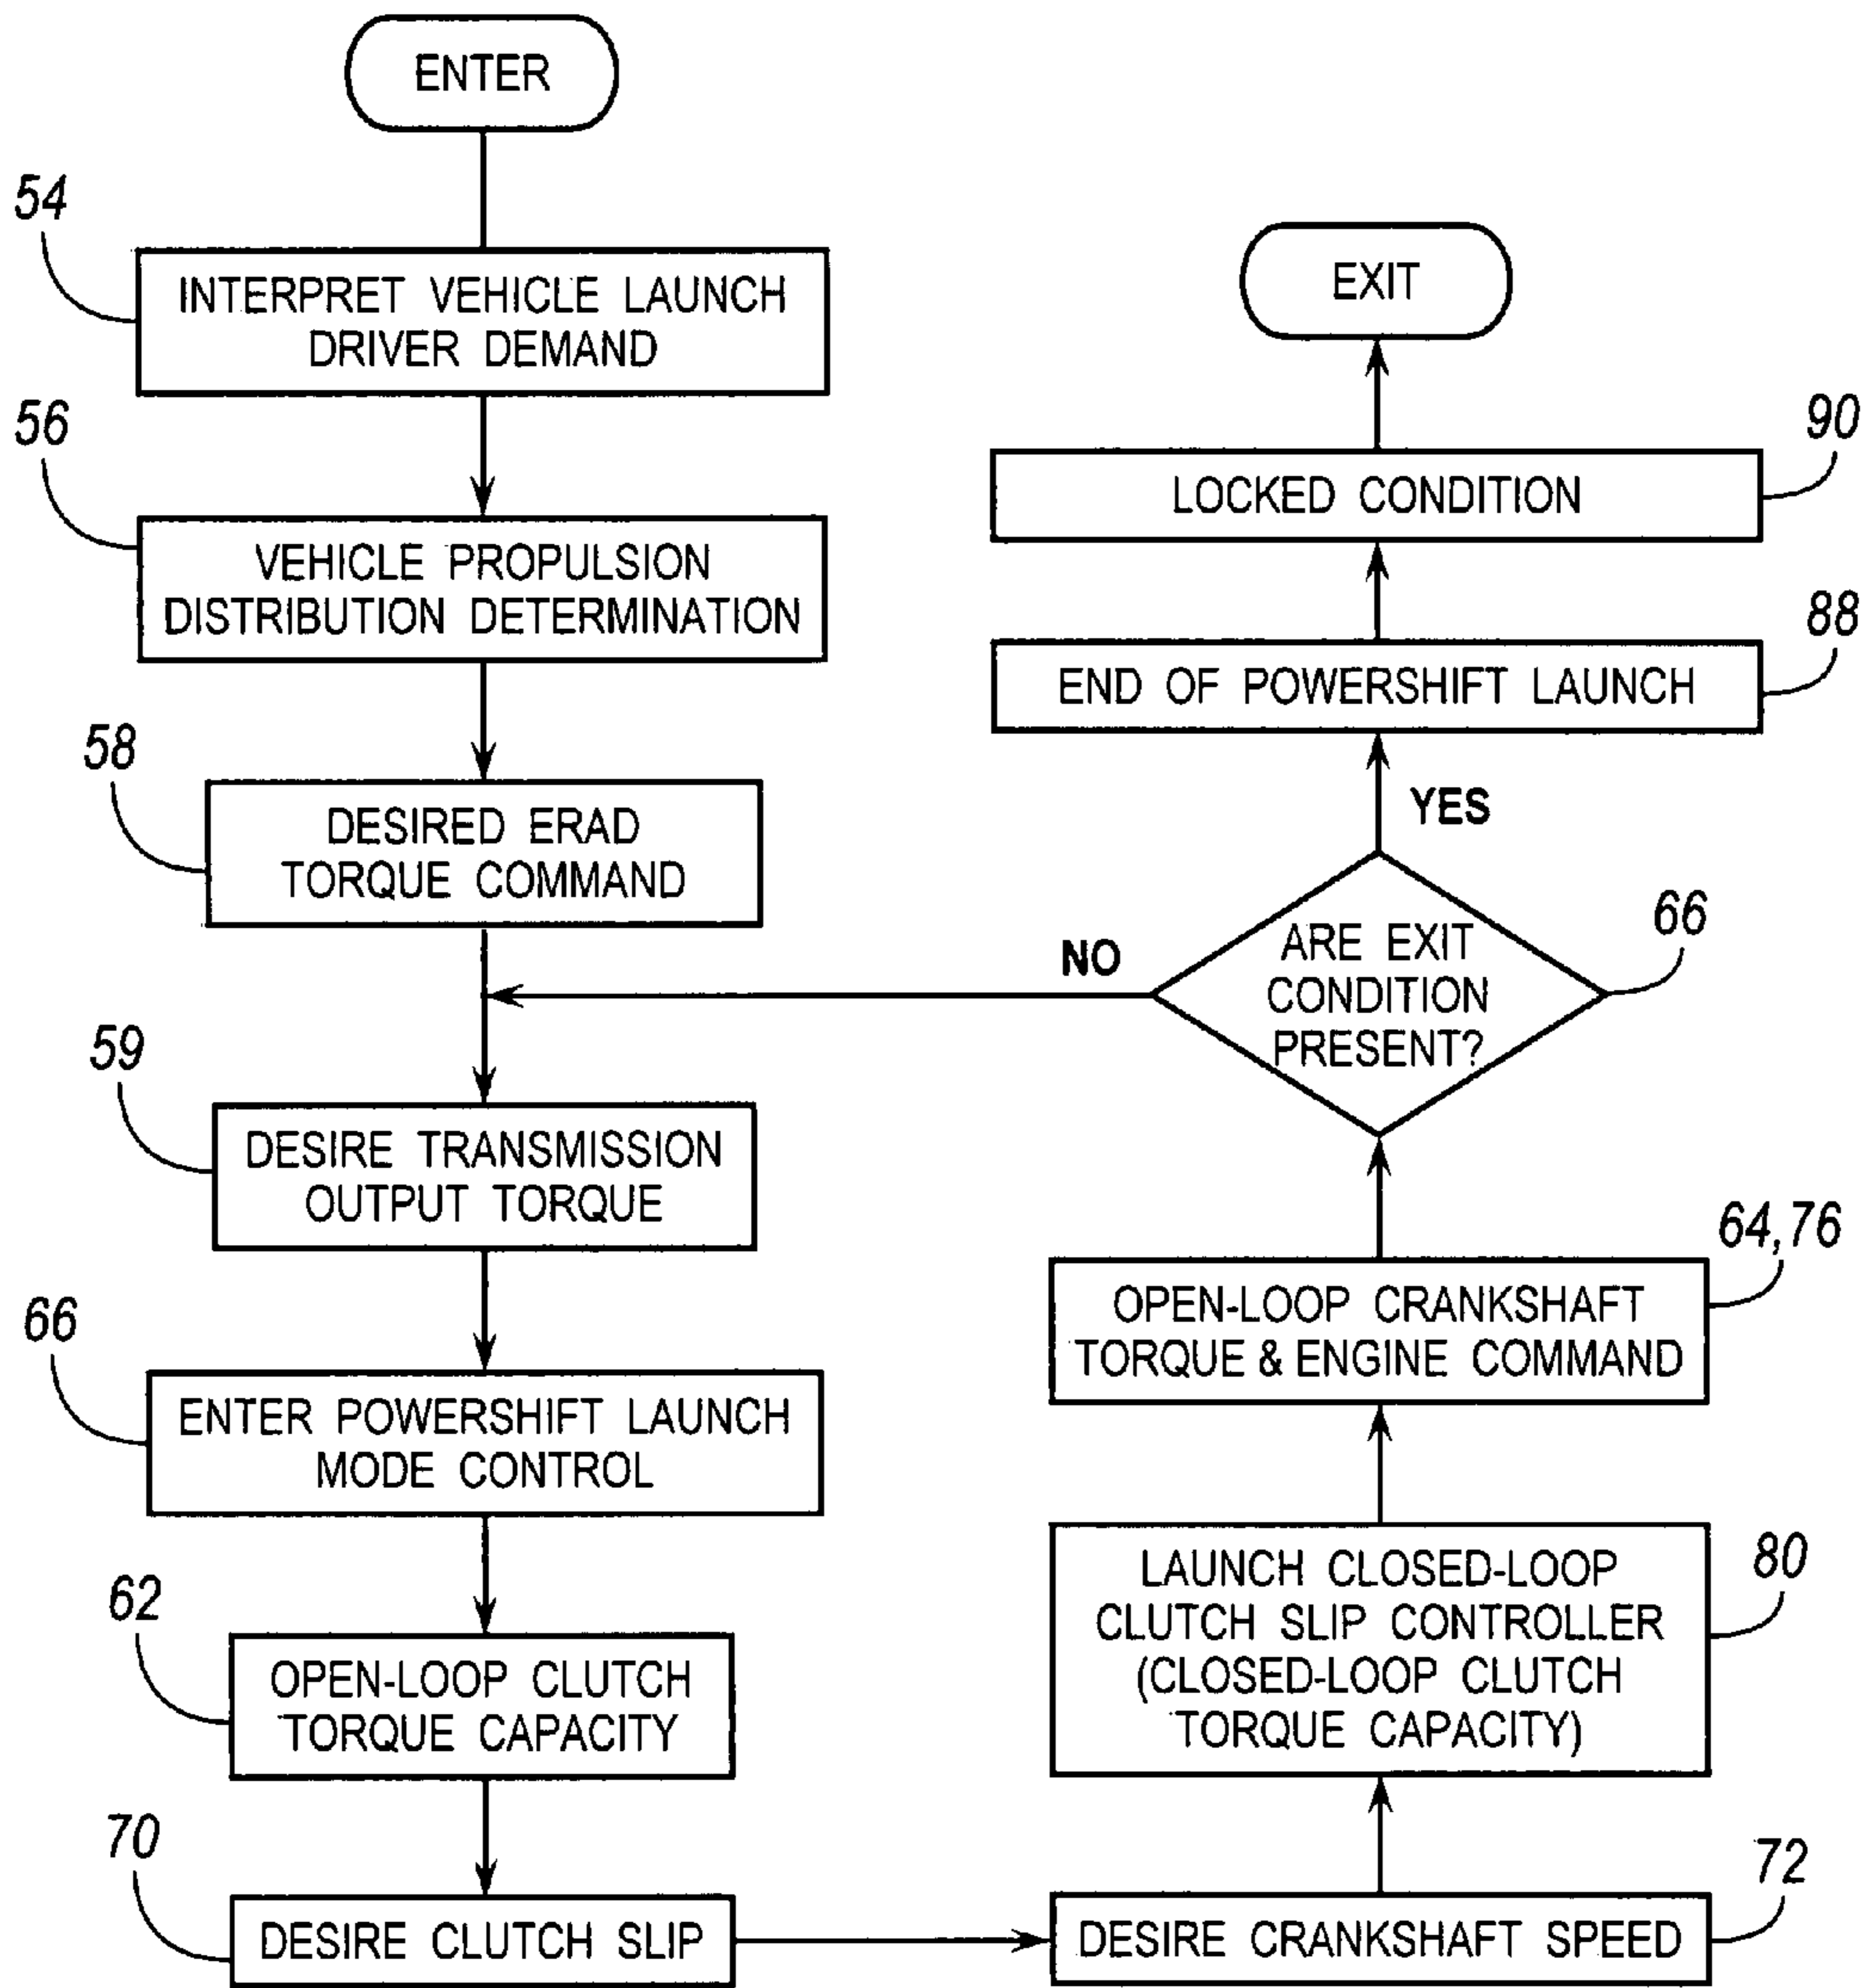 ENTER
54
INTERPRET VEHICLE LAUNCH
DRIVER DEMAND
56
VEHICLE PROPULSION
DISTRIBUTION DETERMINATION
58
DESIRED ERAD
TORQUE COMMAND
59
DESIRE TRANSMISSION
OUTPUT TORQUE
66
ENTER POWERSHIFT LAUNCH
MODE CONTROL
62
OPEN-LOOP CLUTCH
TORQUE CAPACITY
70
DESIRE CLUTCH SLIP
DESIRE CRANKSHAFT SPEED
72
LAUNCH CLOSED-LOOP
CLUTCH SLIP CONTROLLER
(CLOSED-LOOP CLUTCH
TORQUE CAPACITY)
80
OPEN-LOOP CRANKSHAFT
TORQUE & ENGINE COMMAND
64,76
ARE EXIT
CONDITION
PRESENT?
66
NO
YES
END OF POWERSHIFT LAUNCH
88
LOCKED CONDITION
90
EXIT